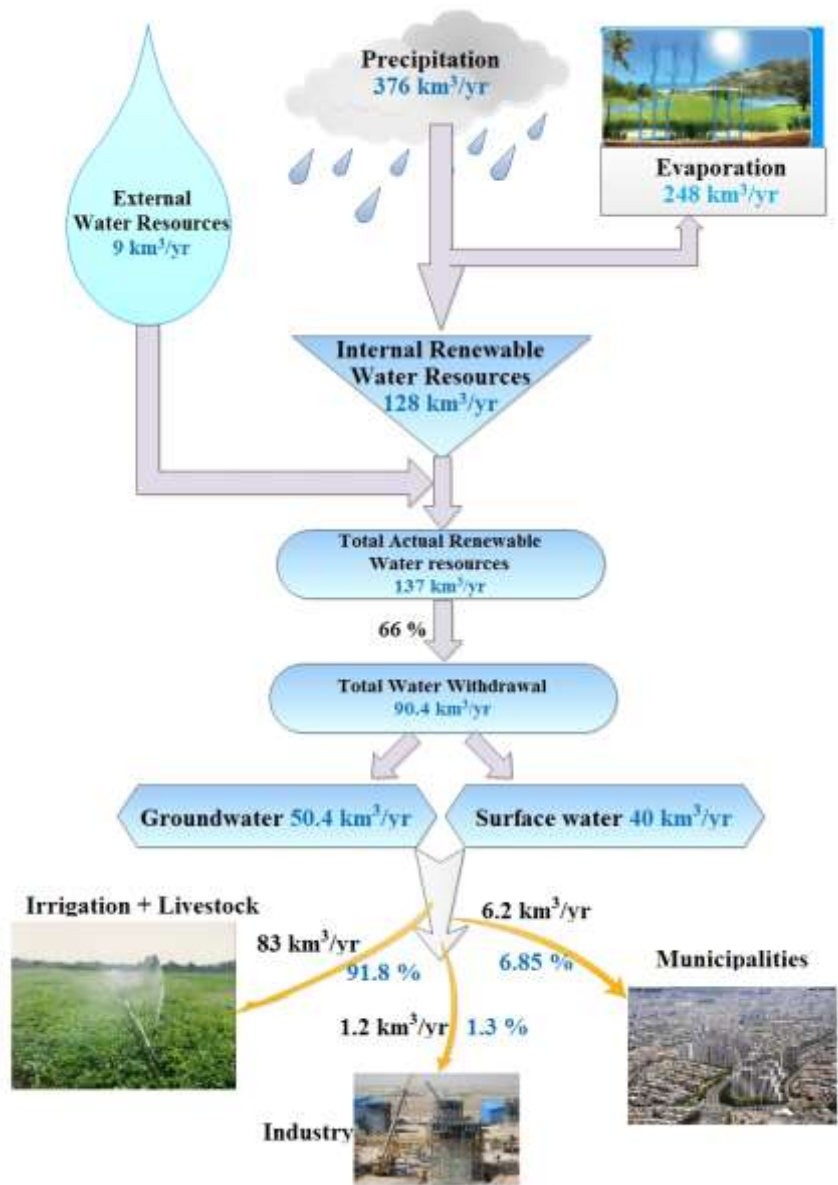 Precipitation
376 km³/yr
Evaporation
248 km³/yr
External
Water Resources
9 km³/yr
Internal Renewable
Water Resources
128 km³/yr
Total Actual Renewable
Water resources
137 km³/yr
66 %
Total Water Withdrawal
90.4 km³/yr
Groundwater 50.4 km³/yr
Surface water 40 km³/yr
Irrigation + Livestock
83 km³/yr
91.8 %
6.2 km³/yr
6.85 %
Municipalities
1.2 km³/yr
1.3 %
Industry